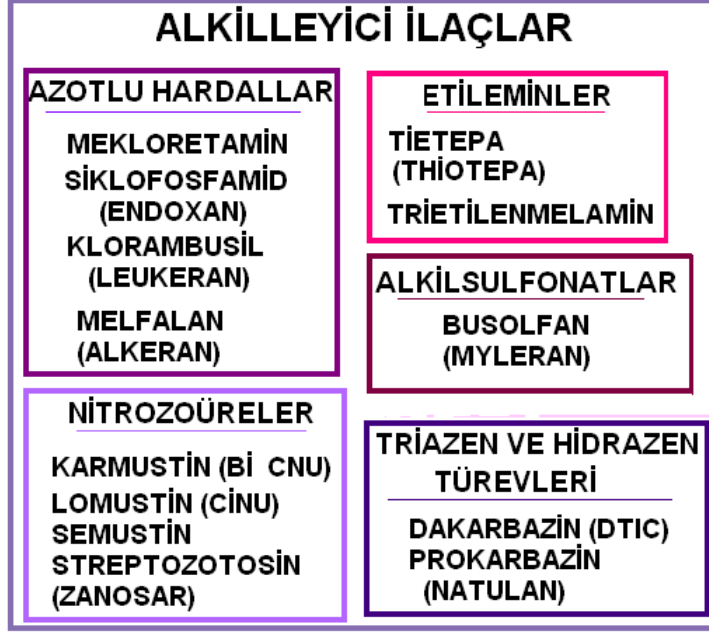 ALKİLLEYİCİ İLAÇLAR
AZOTLU HARDALLAR
MEKLORETAMİN
SİKLOFOSFAMİD
(ENDOXAN)
KLORAMBUSİL
(LEUKERAN)
MELFALAN
(ALKERAN)
ETİLEMİNLER
TİETEPA
(THIOTEPA)
TRİETİLENMELAMİN
ALKİLSULFONATLAR
BUSOLFAN
(MYLERAN)
NİTROZOÜRELER
KARMUSTİN (Bİ CNU)
LOMUSTİN (CİNU)
SEMUSTİN
STREPTOZOTOSİN
(ZANOSAR)
TRİAZEN VE HİDRAZEN
TÜREVLERİ
DAKARBAZİN (DTIC)
PROKARBAZİN
(NATULAN)